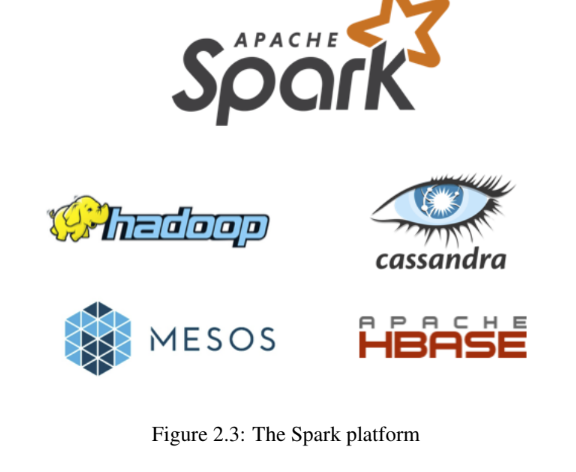 APACHE
Spark
hadoop
cassandra
MESOS
APACHE
HBASE
Figure 2.3: The Spark platform